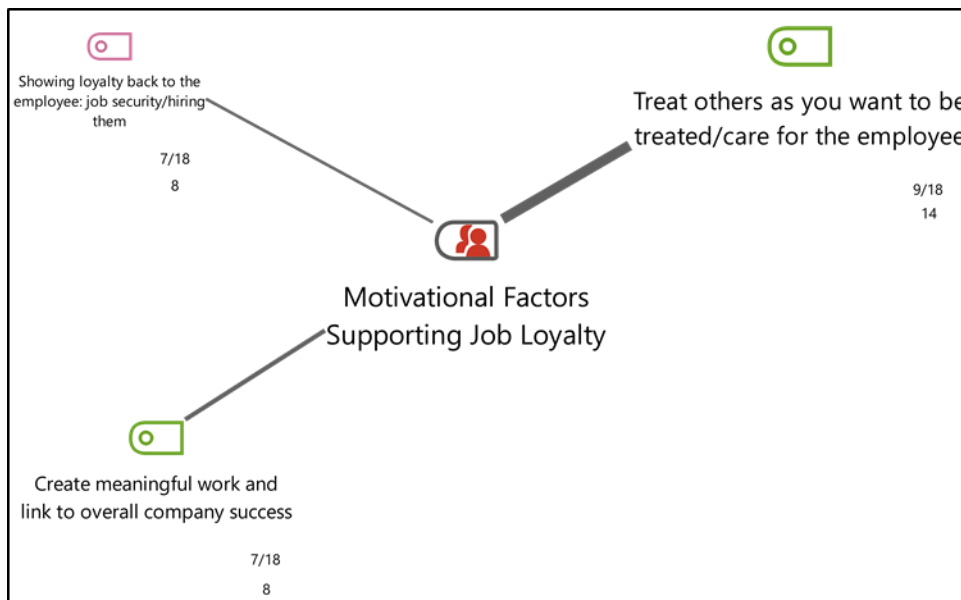 Showing loyalty back to the
employee: job security/hiring
them
7/18
8
Treat others as you want to be
treated/care for the employee
9/18
14
Motivational Factors
Supporting Job Loyalty
Create meaningful work and
link to overall company success
7/18
8